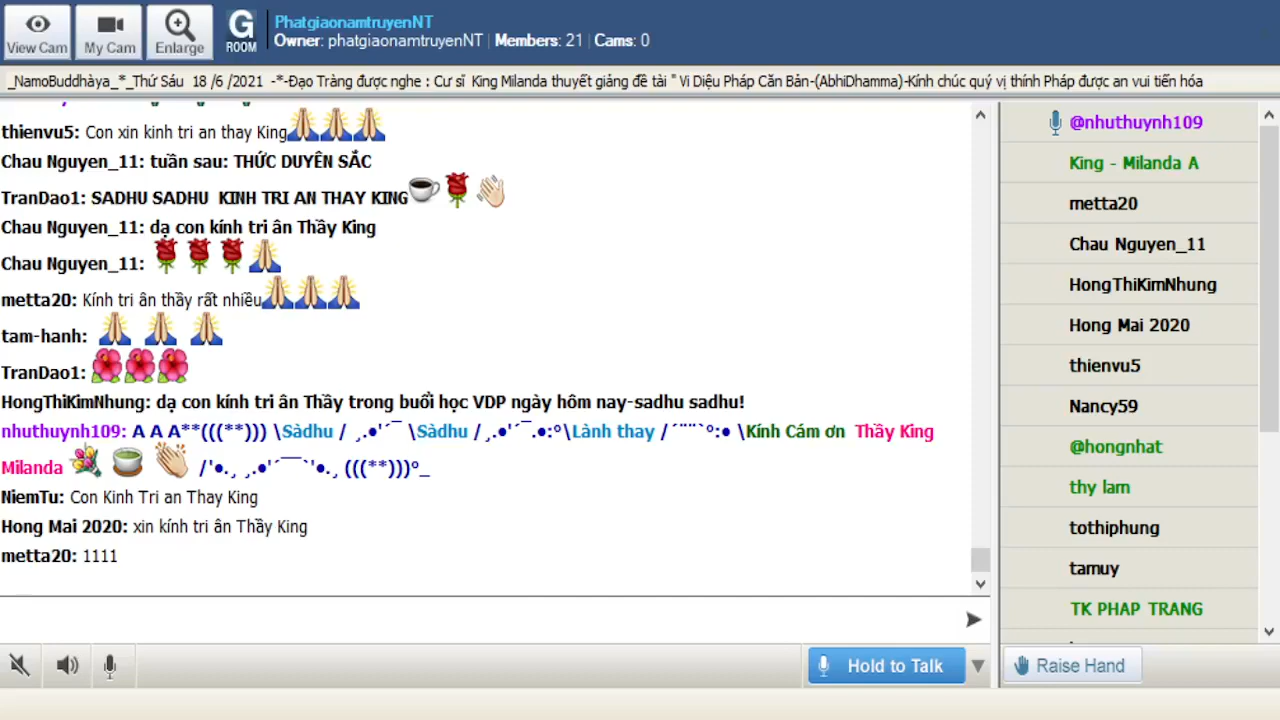 View Cam
My Cam
Enlarge
G
ROOM
PhatgiaonamtruyenNT
Owner: phatgiaonamtruyenNT | Members: 21 | Cams: 0
_NamoBuddhàya_*_Thứ Sáu 18 /6 /2021 -*-Đạo Tràng được nghe : Cư sĩ King Milanda thuyết giảng đề tài " Vi Diệu Pháp Căn Bản-(AbhiDhamma)-Kính chúc quý vị thính Pháp được an vui tiến hóa
thienvu5: Con xin kinh tri an thay King
Chau Nguyen_11: tuần sau: THỨC DUYÊN SẮC
TranDao1: SADHU SADHU KINH TRI AN THAY KING
Chau Nguyen_11: dạ con kính tri ân Thầy King
Chau Nguyen_11:
metta20: Kính tri ân thầy rất nhiều
tam-hanh:
TranDao1:
HongThiKimNhung: dạ con kính tri ân Thầy trong buổi học VDP ngày hôm nay-sadhu sadhu!
nhuthuynh109: A A A**(((**))) \Sàdhu / ¸.●'´¯ \Sàdhu /¸.●'´¯.●:º\Lành thay /´¨¨`º:● \Kính Cám ơn Thầy King
Milanda /'●.¸ ¸.●'´¯¯`'●.¸ (((**)))º_
NiemTu: Con Kinh Tri an Thay King
Hong Mai 2020: xin kính tri ân Thầy King
metta20: 1111
@nhuthuynh109
King - Milanda A
metta20
Chau Nguyen_11
HongThiKimNhung
Hong Mai 2020
thienvu5
Nancy59
@hongnhat
thy lam
tothiphung
tamuy
TK PHAP TRANG
Hold to Talk
Raise Hand